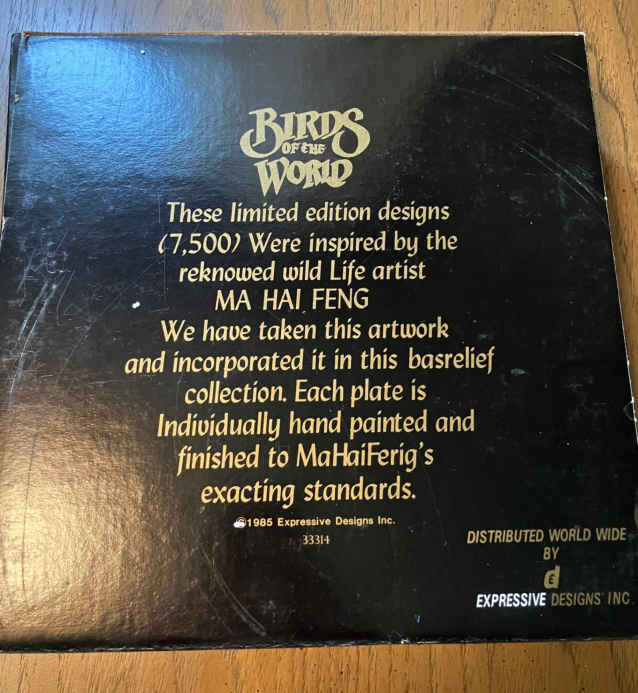 BIRDS
OF THE
WORLD
These limited edition designs
(7,500) Were inspired by the
reknowed wild Life artist
MA HAI FENG
We have taken this artwork
and incorporated it in this basrelief
collection. Each plate is
Individually hand painted and
finished to MaHaiFerig's
exacting standards.
©1985 Expressive Designs Inc.
33314
DISTRIBUTED WORLD WIDE
BY
dE
EXPRESSIVE DESIGNS INC